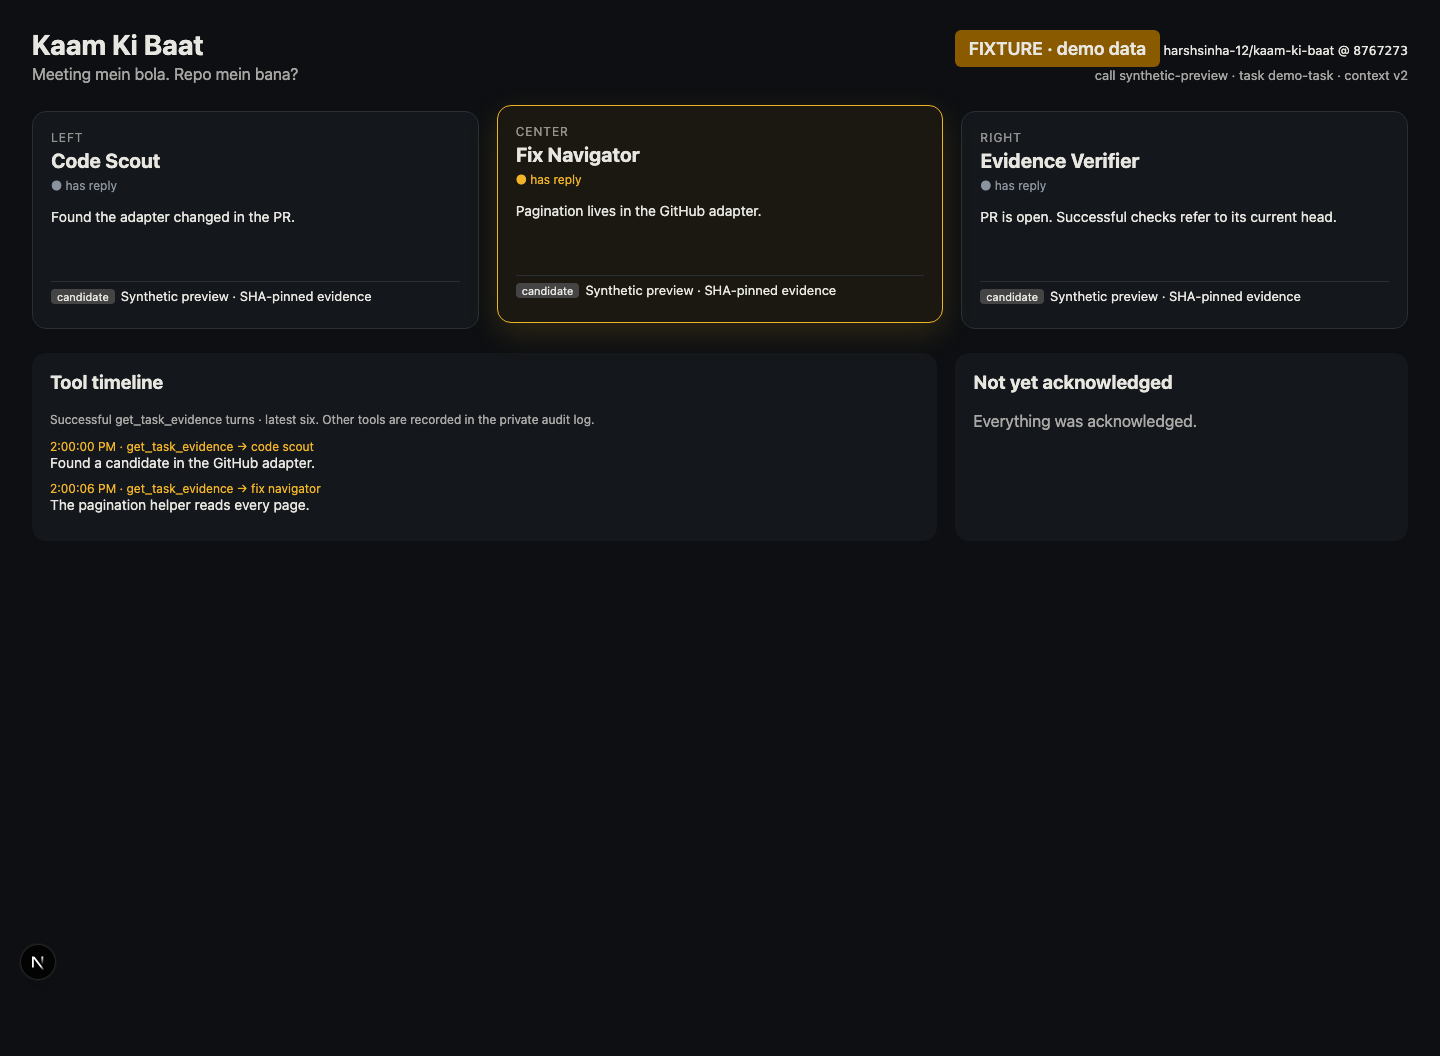 Kaam Ki Baat
Meeting mein bola. Repo mein bana?
FIXTURE · demo data harshsinha-12/kaam-ki-baat @ 8767273
call synthetic-preview · task demo-task · context v2
LEFT
Code Scout
has reply
Found the adapter changed in the PR.
candidate Synthetic preview · SHA-pinned evidence
CENTER
Fix Navigator
has reply
Pagination lives in the GitHub adapter.
candidate Synthetic preview · SHA-pinned evidence
RIGHT
Evidence Verifier
has reply
PR is open. Successful checks refer to its current head.
candidate Synthetic preview · SHA-pinned evidence
Tool timeline
Successful get_task_evidence turns · latest six. Other tools are recorded in the private audit log.
2:00:00 PM · get_task_evidence → code scout
Found a candidate in the GitHub adapter.
2:00:06 PM · get_task_evidence → fix navigator
The pagination helper reads every page.
Not yet acknowledged
Everything was acknowledged.
N